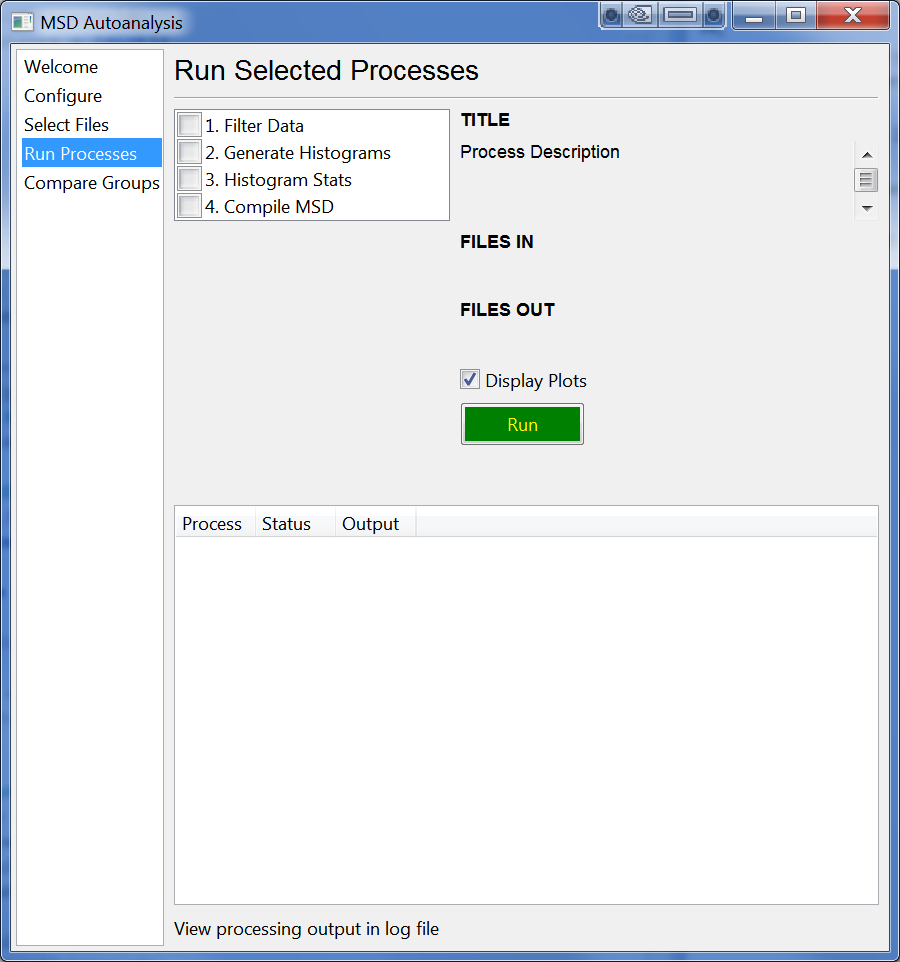 MSD Autoanalysis
Welcome
Configure
Select Files
Run Processes
Compare Groups
Run Selected Processes
1. Filter Data
2. Generate Histograms
3. Histogram Stats
4. Compile MSD
TITLE
Process Description
FILES IN
FILES OUT
Display Plots
Run
Process Status Output
View processing output in log file